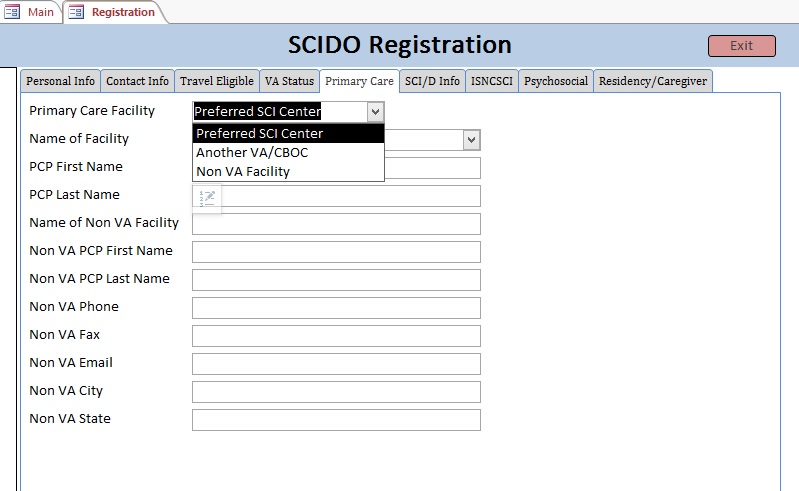 Main Registration
SCIDO Registration Exit
Personal Info Contact Info Travel Eligible VA Status Primary Care SCI/D Info ISNCSCI Psychosocial Residency/Caregiver
Primary Care Facility Preferred SCI Center
Preferred SCI Center
Name of Facility
Another VA/CBOC
PCP First Name Non VA Facility
PCP Last Name
Name of Non VA Facility
Non VA PCP First Name
Non VA PCP Last Name
Non VA Phone
Non VA Fax
Non VA Email
Non VA City
Non VA State